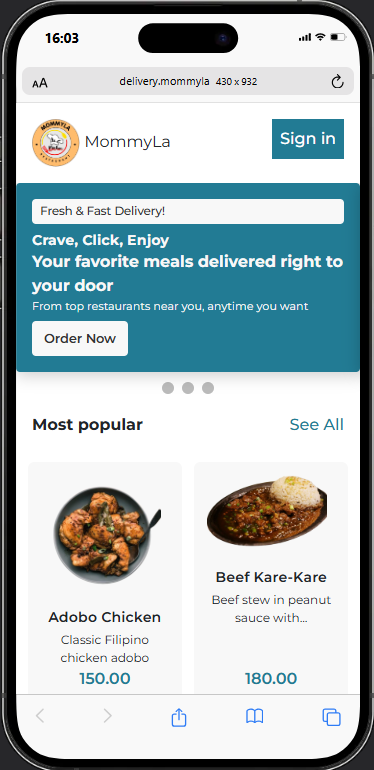 16:03
AA
delivery.mommyla 430 x 932
MOMMYLA
MommyLa
Sign in
Fresh & Fast Delivery!
Crave, Click, Enjoy
Your favorite meals delivered right to
your door
From top restaurants near you, anytime you want
Order Now
Most popular
See All
Adobo Chicken
Classic Filipino
chicken adobo
150.00
Beef Kare-Kare
Beef stew in peanut
sauce with...
180.00